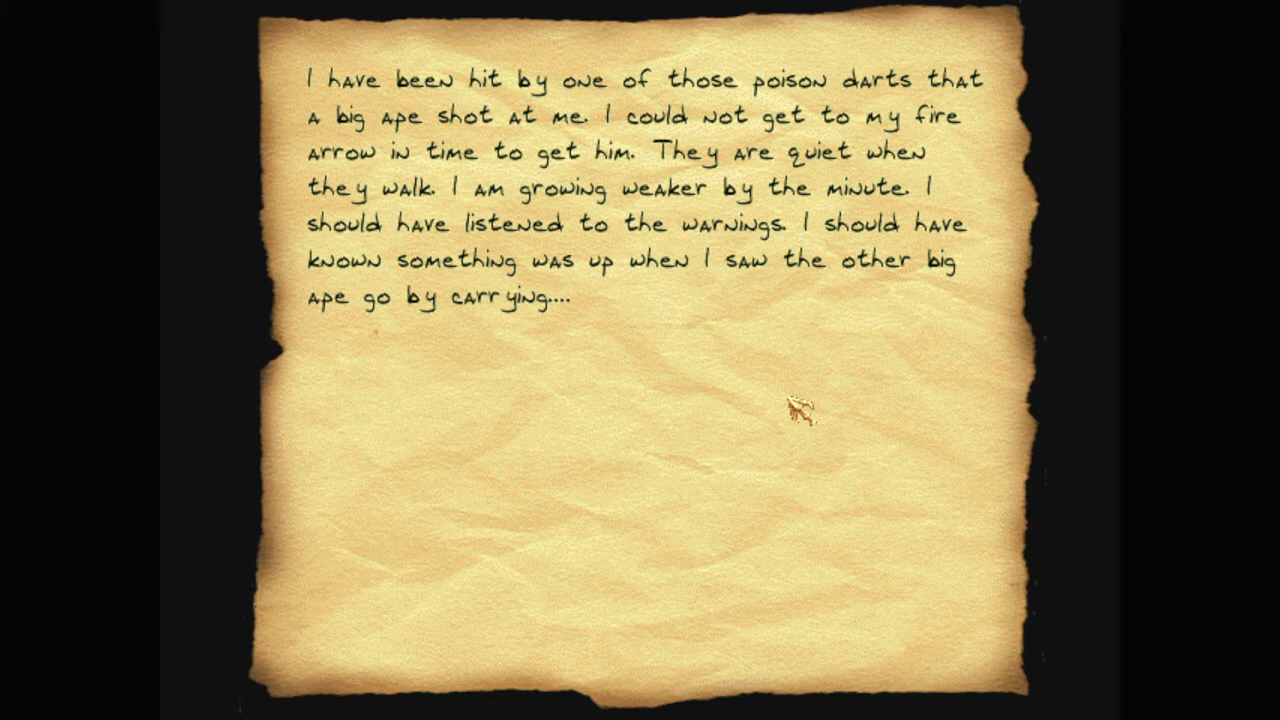 I have been hit by one of those poison darts that
a big ape shot at me. I could not get to my fire
arrow in time to get him. They are quiet when
they walk. I am growing weaker by the minute. I
should have listened to the warnings. I should have
known something was up when I saw the other big
ape go by carrying....